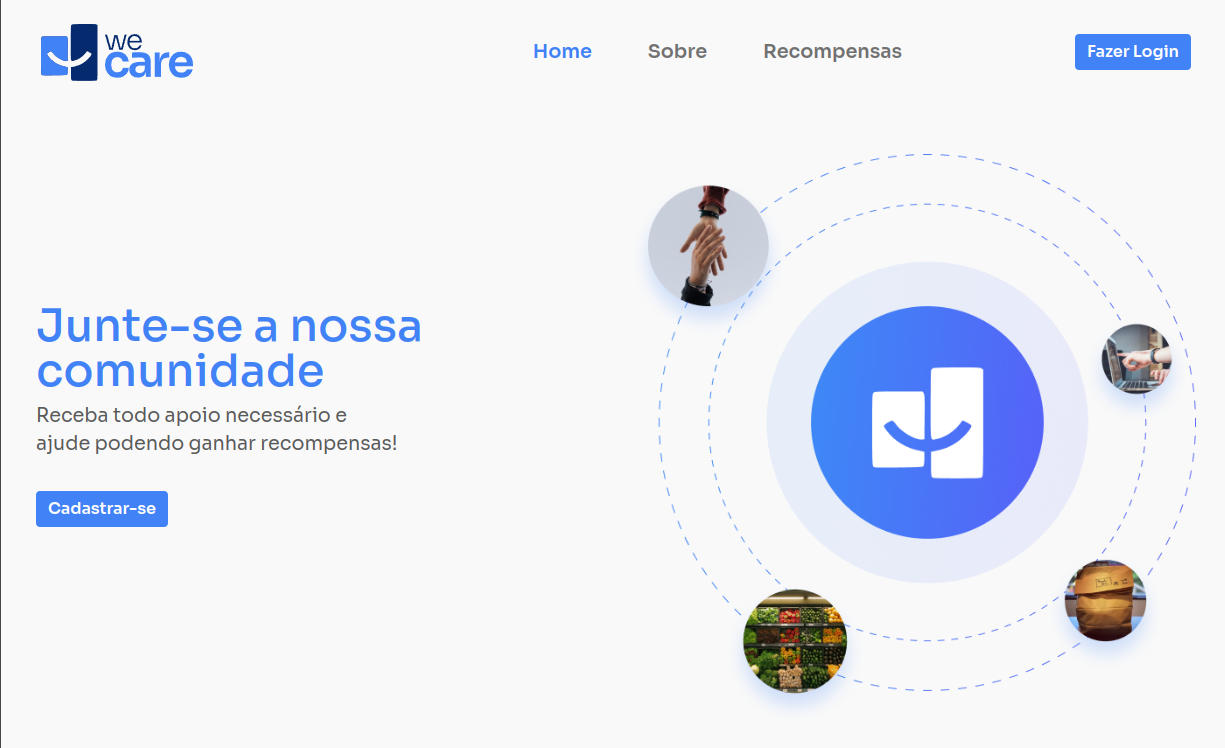 we
care
Home
Sobre
Recompensas
Fazer Login
Junte-se a nossa
comunidade
Receba todo apoio necessário e
ajude podendo ganhar recompensas!
Cadastrar-se